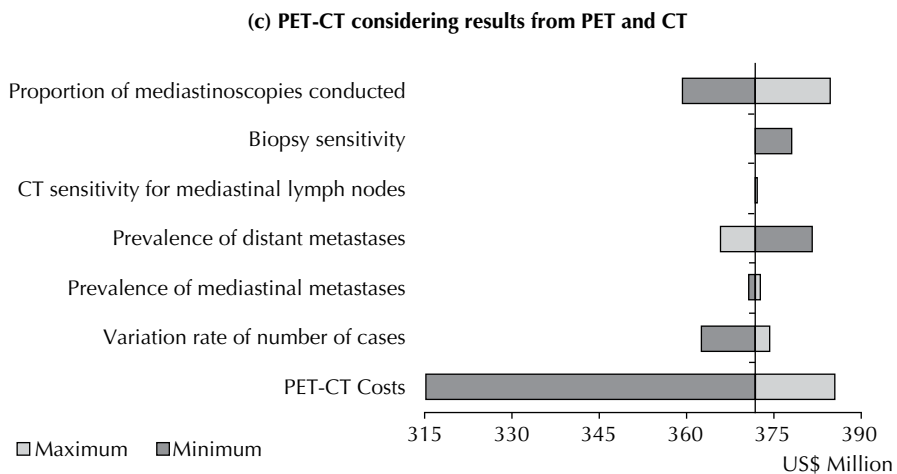 (c) PET-CT considering results from PET and CT
Proportion of mediastinoscopies conducted
Biopsy sensitivity
CT sensitivity for mediastinal lymph nodes
Prevalence of distant metastases
Prevalence of mediastinal metastases
Variation rate of number of cases
PET-CT Costs
315 330 345 360 375 390
Maximum Minimum
US$ Million